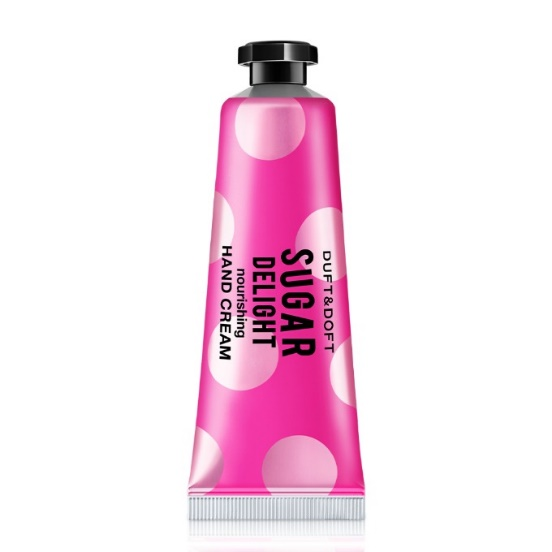 DUFT&DOFT
SUGAR
DELIGHT
nourishing
HAND CREAM